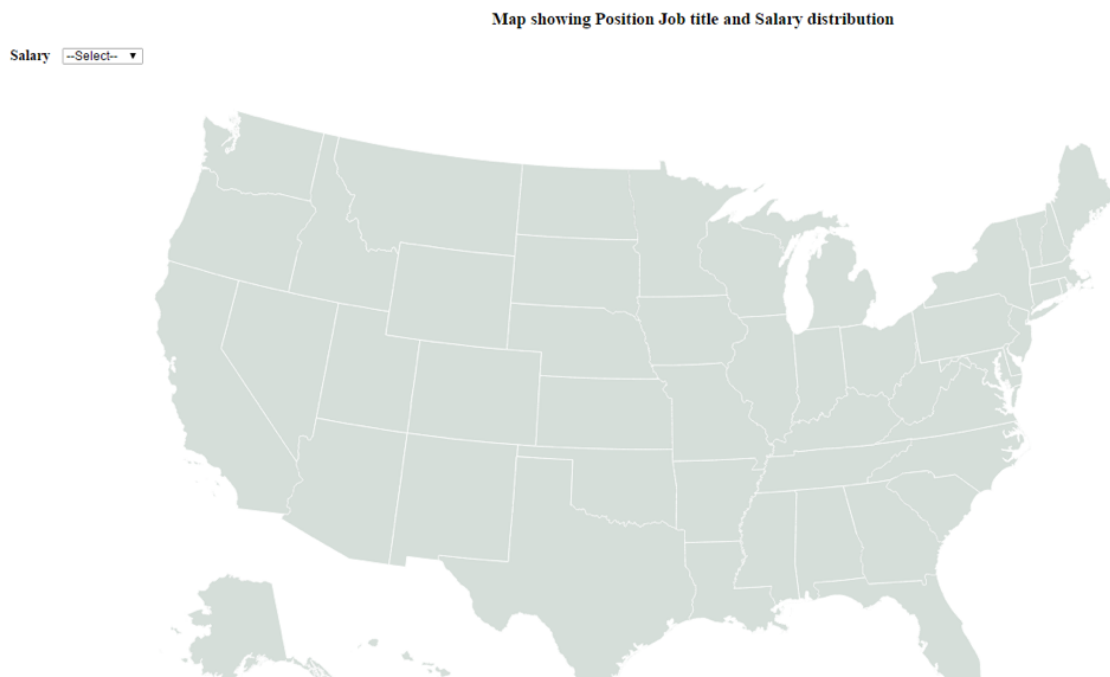 Map showing Position Job title and Salary distribution
Salary --Select--